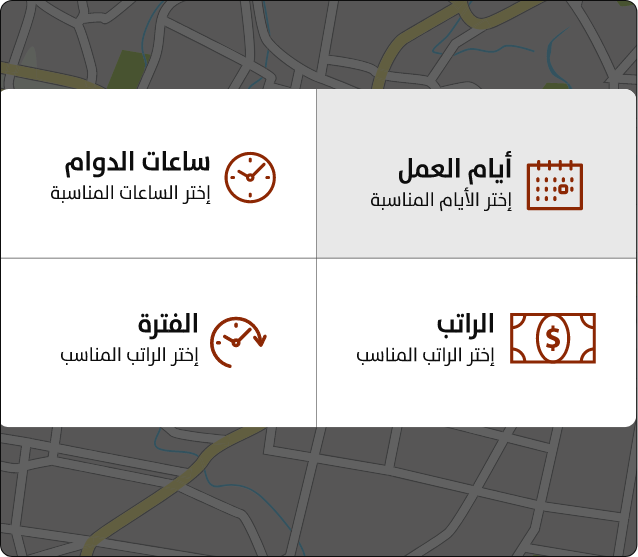 أيام العمل
إختر الأيام المناسبة
ساعات الدوام
إختر الساعات المناسبة
الراتب
إختر الراتب المناسب
$
الفترة
إختر الراتب المناسب